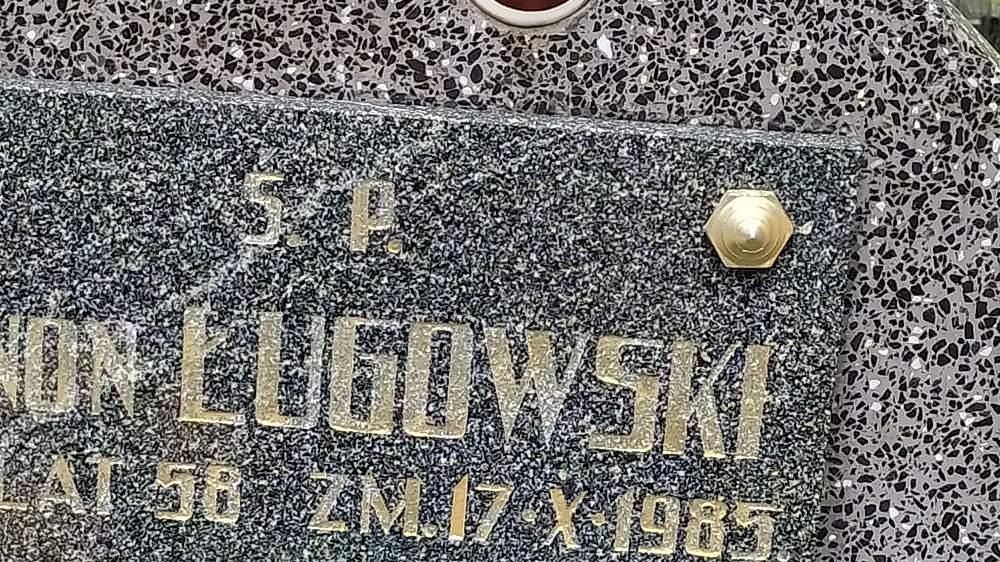 S. P.
NON ŁUGOWSKI
LAT 58 ZM. 17·X·1985